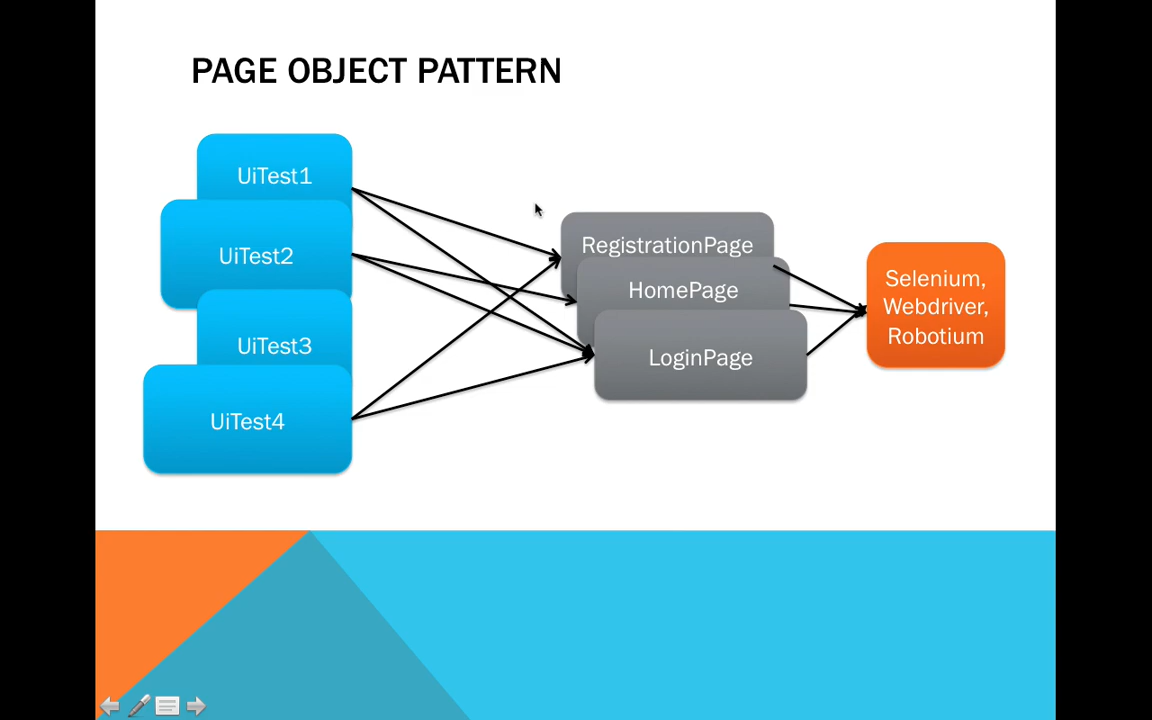 PAGE OBJECT PATTERN
UiTest1
UiTest2
UiTest3
UiTest4
RegistrationPage
HomePage
LoginPage
Selenium,
Webdriver,
Robotium